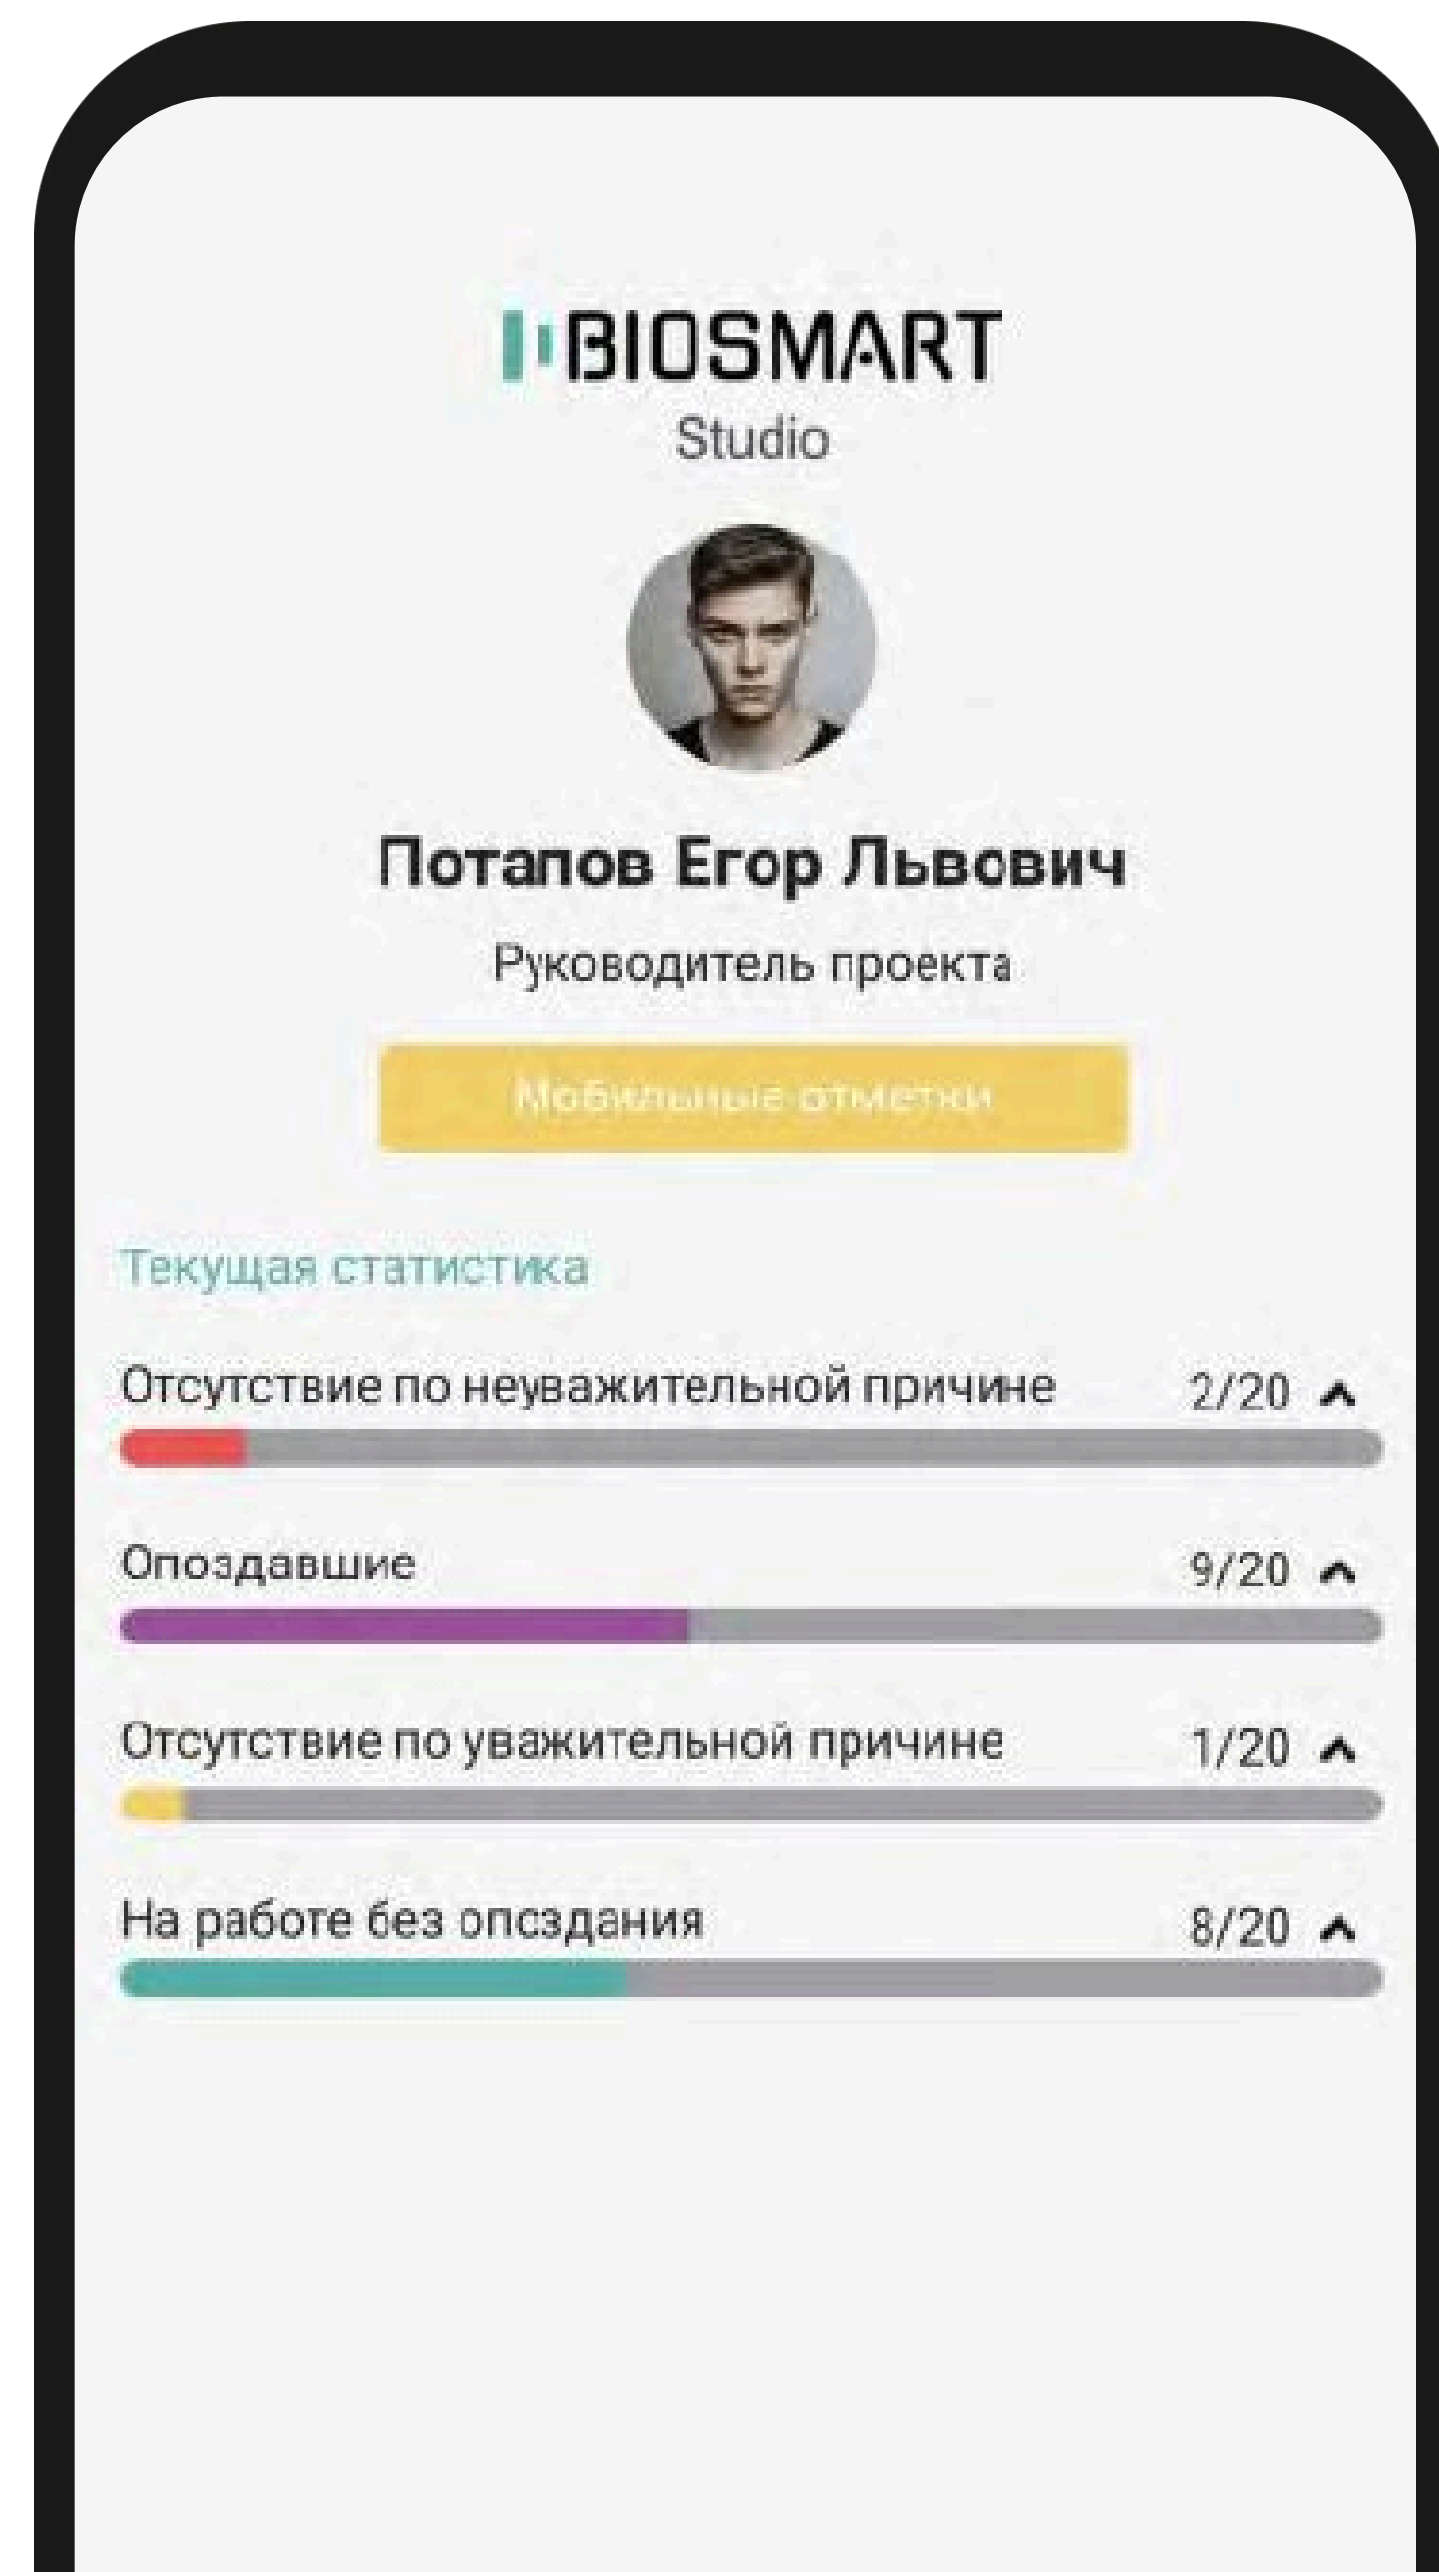 BIOSMART
Studio
Потапов Егор Львович
Руководитель проекта
Мобильные отметки
Текущая статистика
Отсутствие по неуважительной причине 2/20
Опоздавшие 9/20
Отсутствие по уважительной причине 1/20
На работе без опоздания 8/20